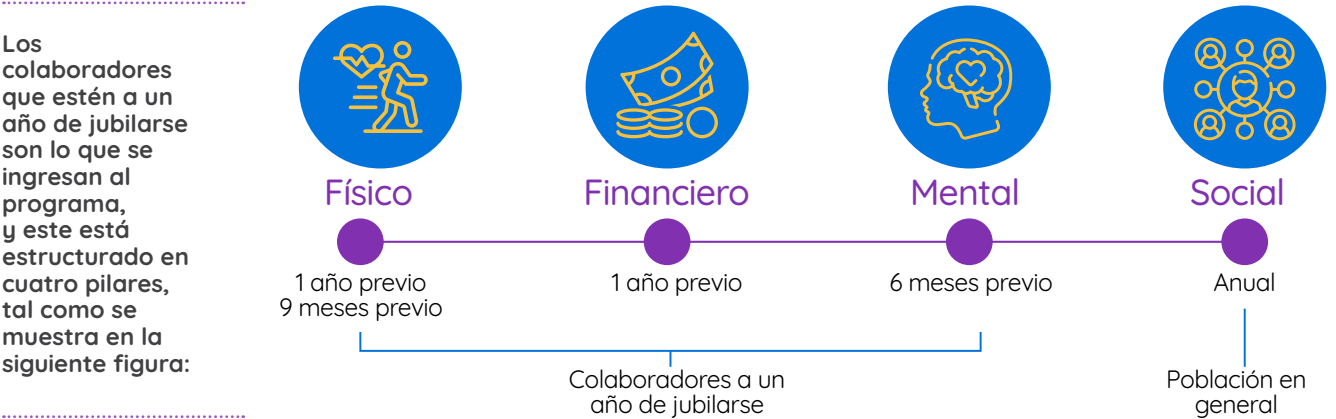 Los
colaboradores
que estén a un
año de jubilarse
son lo que se
ingresan al
programa,
y este está
estructurado en
cuatro pilares,
tal como se
muestra en la
siguiente figura:
Físico
Financiero
Mental
Social
1 año previo
9 meses previo
1 año previo
6 meses previo
Anual
Colaboradores a un
año de jubilarse
Población en
general